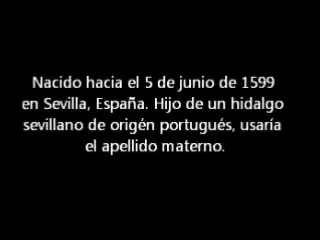 Nacido hacia el 5 de junio de 1599
en Sevilla, España. Hijo de un hidalgo
sevillano de origén portugués, usaría
el apellido materno.